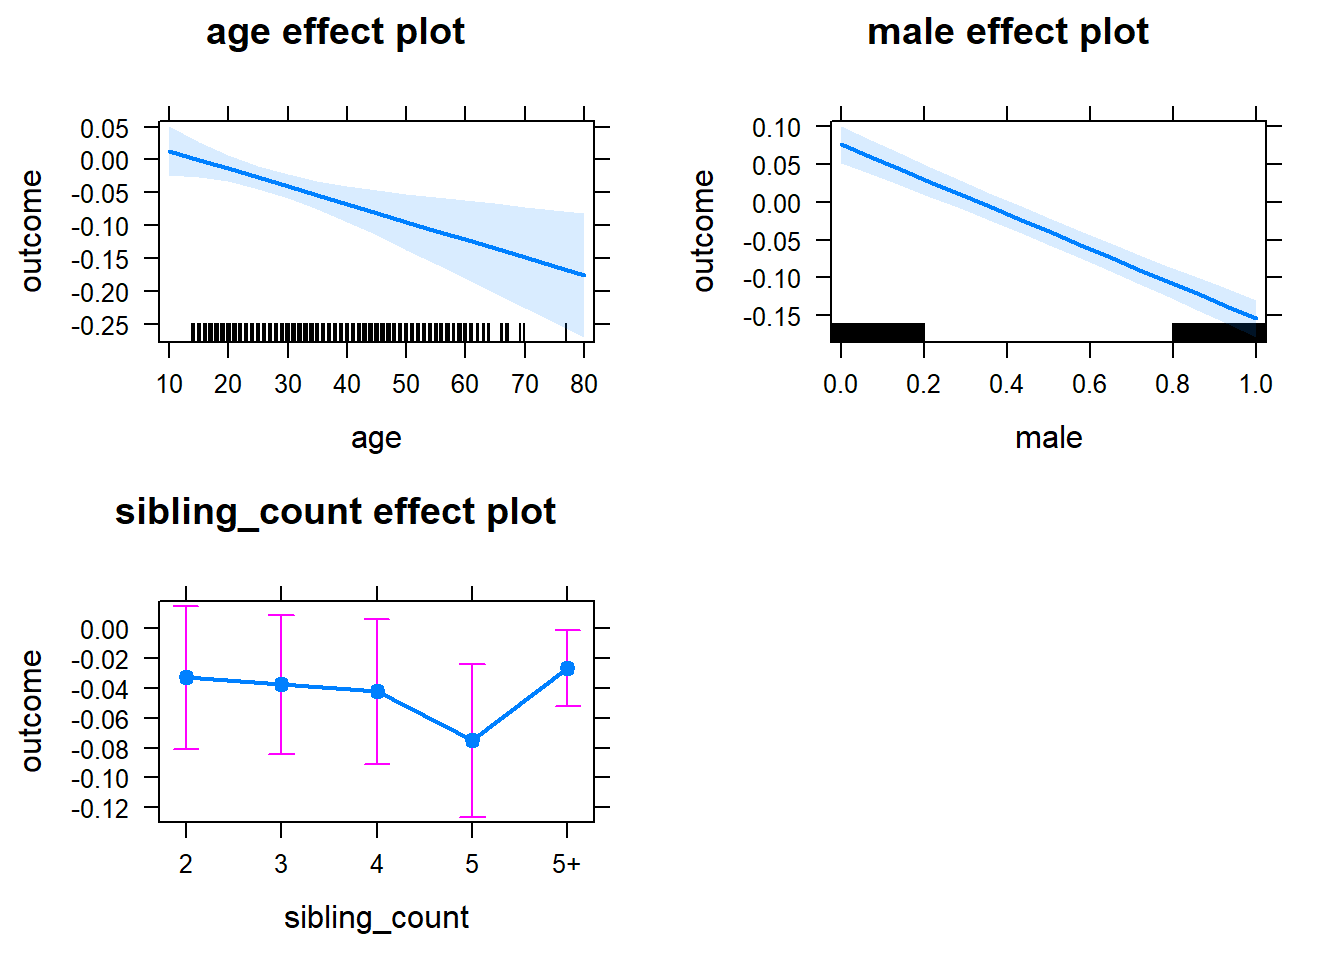 age effect plot
outcome
0.05
0.00
-0.05
-0.10
-0.15
-0.20
-0.25
10 20 30 40 50 60 70 80
age
male effect plot
outcome
0.10
0.05
0.00
-0.05
-0.10
-0.15
0.0 0.2 0.4 0.6 0.8 1.0
male
sibling_count effect plot
outcome
0.00
-0.02
-0.04
-0.06
-0.08
-0.10
-0.12
2 3 4 5 5+
sibling_count